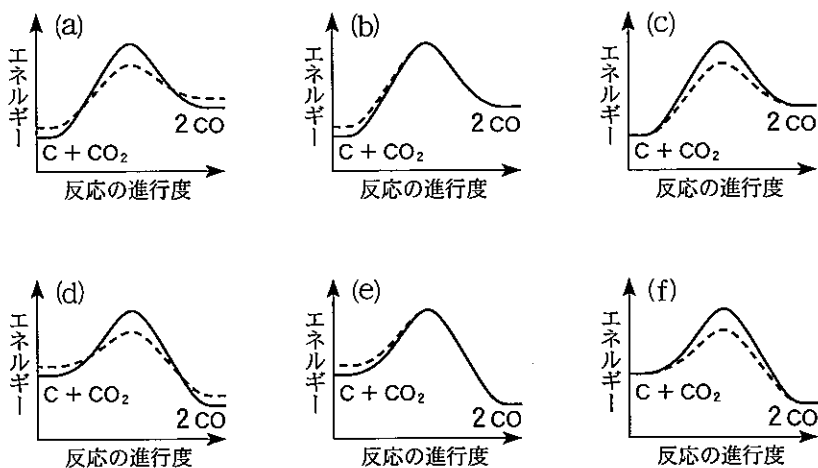 (a)
エネルギー
C + CO₂
2 CO
反応の進行度
(b)
エネルギー
C + CO₂
2 CO
反応の進行度
(c)
エネルギー
C + CO₂
2 CO
反応の進行度
(d)
エネルギー
C + CO₂
2 CO
反応の進行度
(e)
エネルギー
C + CO₂
2 CO
反応の進行度
(f)
エネルギー
C + CO₂
2 CO
反応の進行度